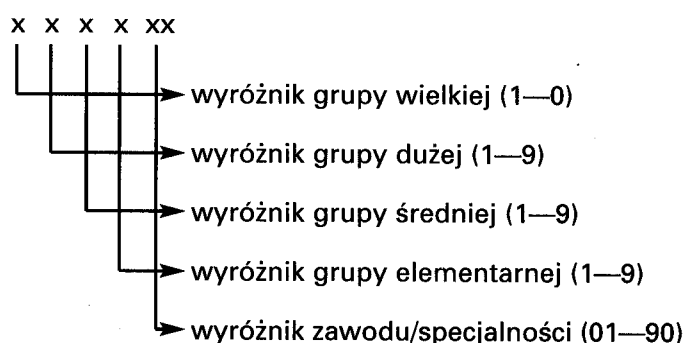 x x x x xx
wyróżnik grupy wielkiej (1—0)
wyróżnik grupy dużej (1—9)
wyróżnik grupy średniej (1—9)
wyróżnik grupy elementarnej (1—9)
wyróżnik zawodu/specjalności (01—90)